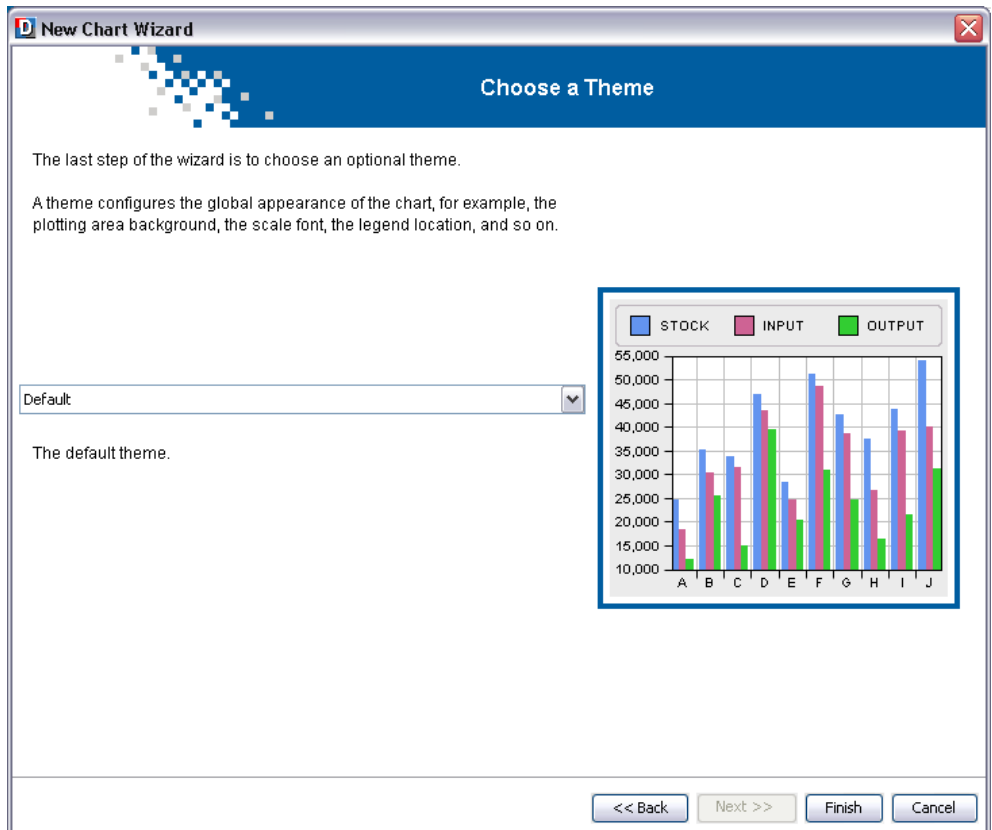 New Chart Wizard
Choose a Theme
The last step of the wizard is to choose an optional theme.
A theme configures the global appearance of the chart, for example, the
plotting area background, the scale font, the legend location, and so on.
Default
The default theme.
STOCK INPUT OUTPUT
55,000
50,000
45,000
40,000
35,000
30,000
25,000
20,000
15,000
10,000
A B C D E F G H I J
<< Back Next >> Finish Cancel